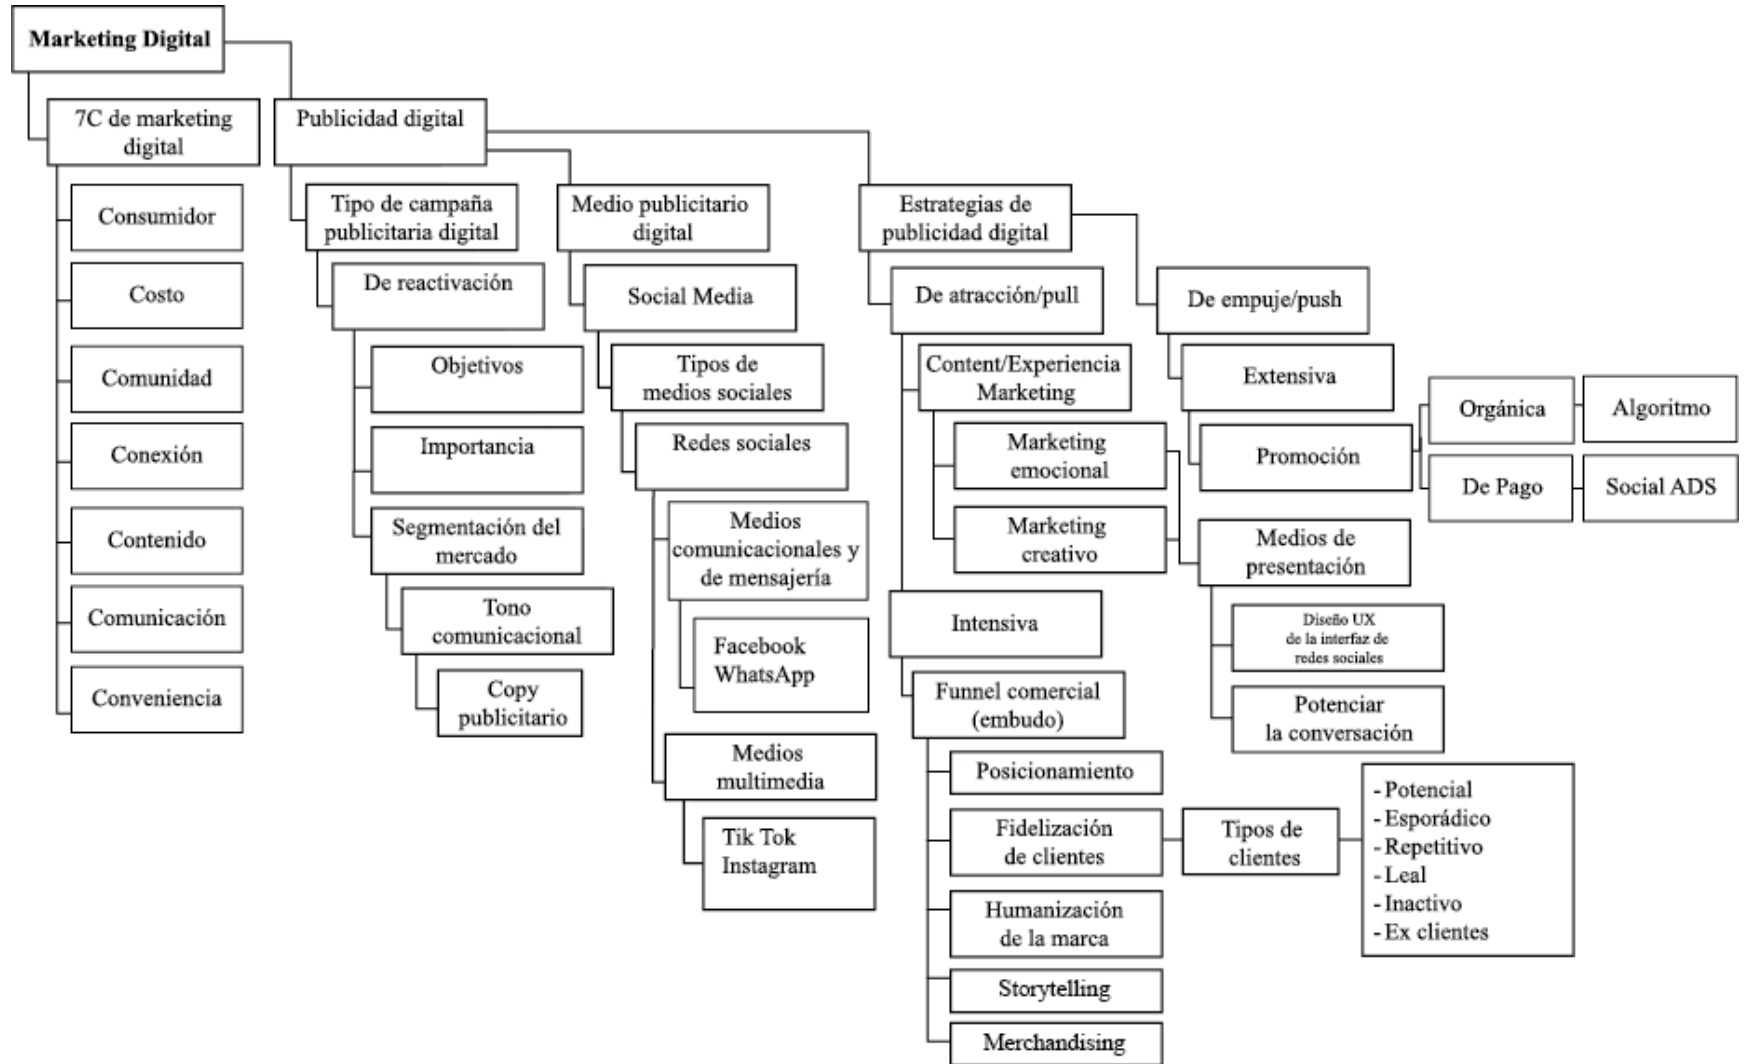 Marketing Digital
7C de marketing
digital
Consumidor
Costo
Comunidad
Conexión
Contenido
Comunicación
Conveniencia
Publicidad digital
Tipo de campaña
publicitaria digital
De reactivación
Objetivos
Importancia
Segmentación del
mercado
Tono
comunicacional
Copy
publicitario
Medio publicitario
digital
Social Media
Tipos de
medios sociales
Redes sociales
Medios
comunicacionales y
de mensajería
Facebook
WhatsApp
Medios
multimedia
Tik Tok
Instagram
Estrategias de
publicidad digital
De atracción/pull
Content/Experiencia
Marketing
Marketing
emocional
Marketing
creativo
Intensiva
Funnel comercial
(embudo)
Posicionamiento
Fidelización
de clientes
Humanización
de la marca
Storytelling
Merchandising
Tipos de
clientes
- Potencial
- Esporádico
- Repetitivo
- Leal
- Inactivo
- Ex clientes
De empuje/push
Extensiva
Promoción
Orgánica
Algoritmo
De Pago
Social ADS
Medios de
presentación
Diseño UX
de la interfaz de
redes sociales
Potenciar
la conversación